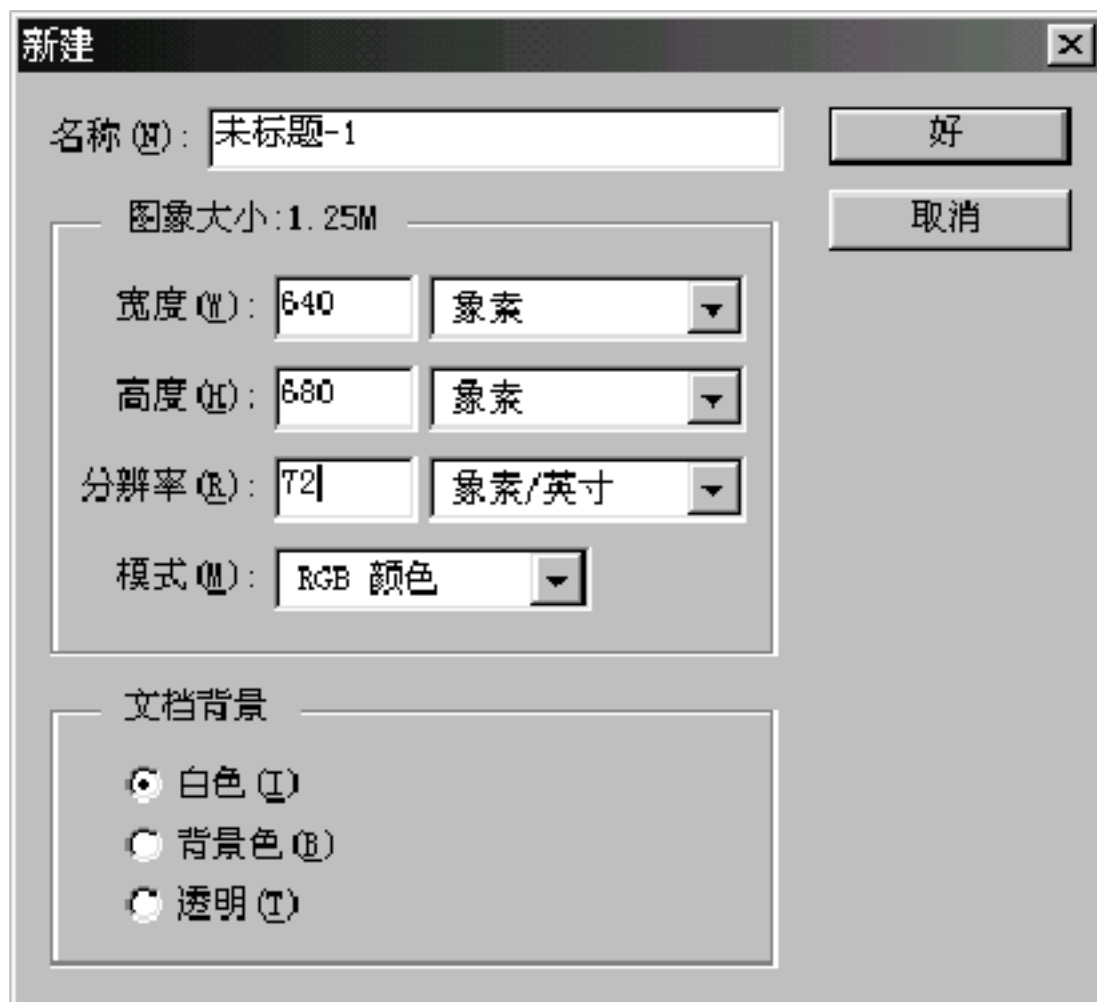 新建
名称(N): 未标题-1
好
取消
图象大小:1.25M
宽度(W): 640 象素
高度(H): 680 象素
分辨率(R): 72 象素/英寸
模式(M): RGB 颜色
文档背景
白色(I)
背景色(B)
透明(T)